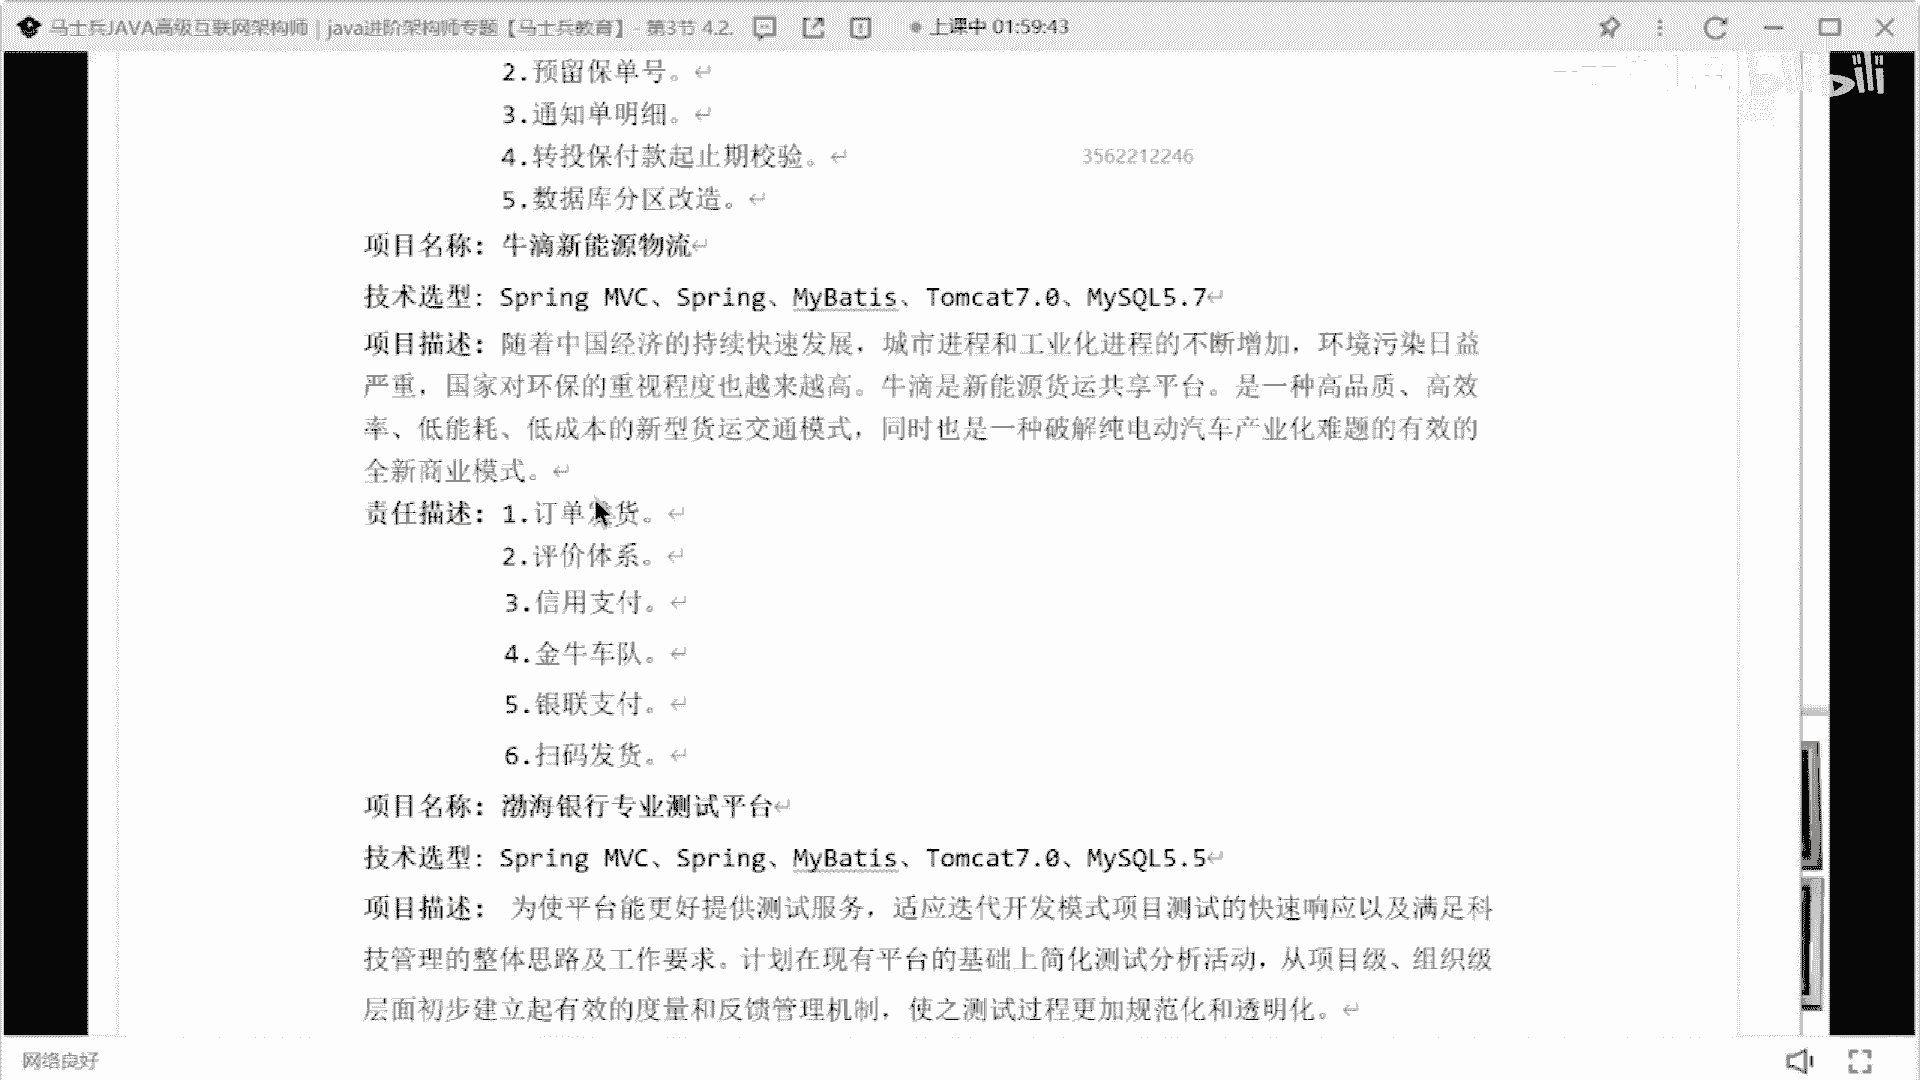 马士兵JAVA高级互联网架构师｜java进阶架构师专题【马士兵教育】- 第3节 4.2.
上课中 01:59:43
2.预留保单号。
3.通知单明细。
4.转投保付款起止期校验。
3562212246
5.数据库分区改造。
项目名称：牛滴新能源物流
技术选型: Spring MVC、Spring、MyBatis、Tomcat7.0、MySQL5.7
项目描述：随着中国经济的持续快速发展，城市进程和工业化进程的不断增加，环境污染日益
严重，国家对环保的重视程度也越来越高。牛滴是新能源货运共享平台。是一种高品质、高效
率、低能耗、低成本的新型货运交通模式，同时也是一种破解纯电动汽车产业化难题的有效的
全新商业模式。
责任描述：1.订单发货。
2.评价体系。
3.信用支付。
4.金牛车队。
5.银联支付。
6.扫码发货。
项目名称：渤海银行专业测试平台
技术选型: Spring MVC、Spring、MyBatis、Tomcat7.0、MySQL5.5
项目描述： 为使平台能更好提供测试服务，适应迭代开发模式项目测试的快速响应以及满足科
技管理的整体思路及工作要求。计划在现有平台的基础上简化测试分析活动，从项目级、组织级
层面初步建立起有效的度量和反馈管理机制，使之测试过程更加规范化和透明化。
网络良好